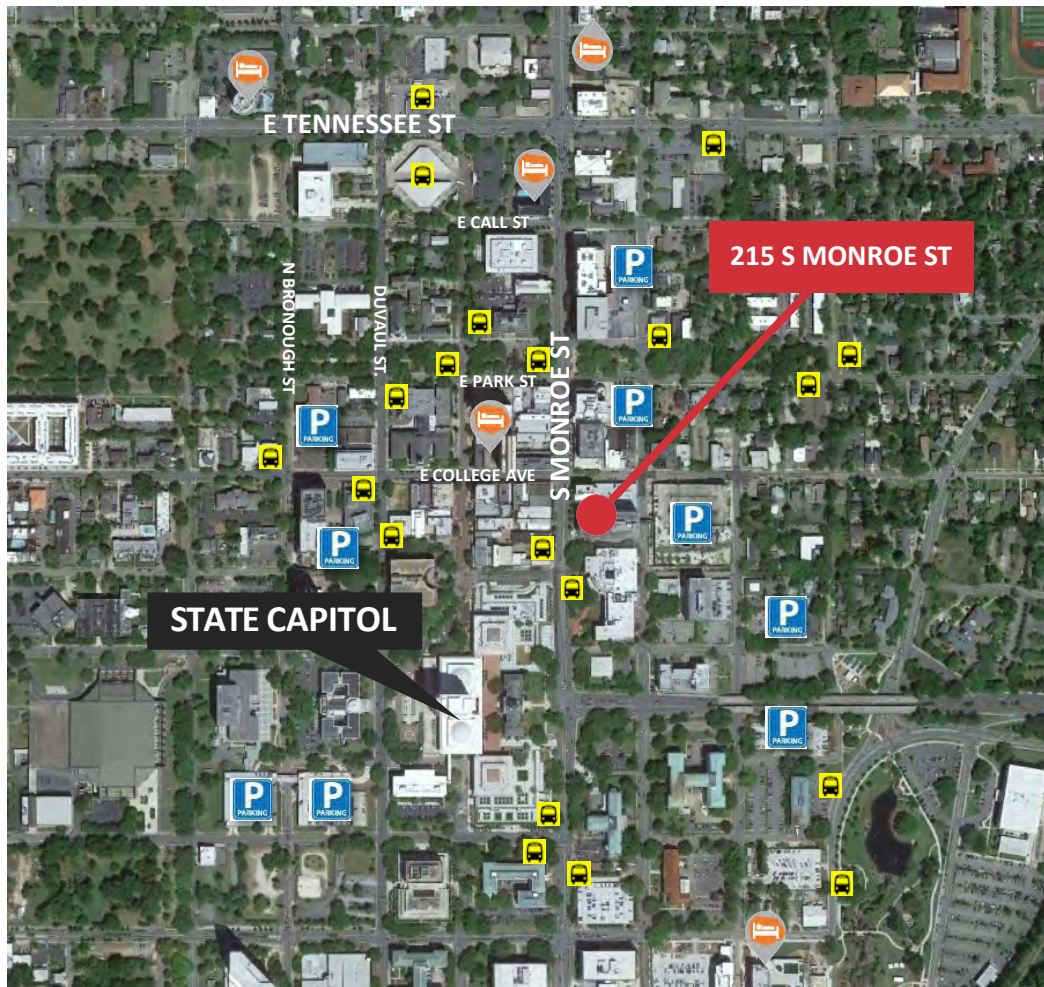 E TENNESSEE ST
E CALL ST
P
PARKING
215 S MONROE ST
N BRONOUGH ST
DUVAUL ST.
S MONROE ST
E PARK ST
P
PARKING
P
PARKING
E COLLEGE AVE
P
PARKING
P
PARKING
STATE CAPITOL
P
PARKING
P
PARKING
P
PARKING
P
PARKING